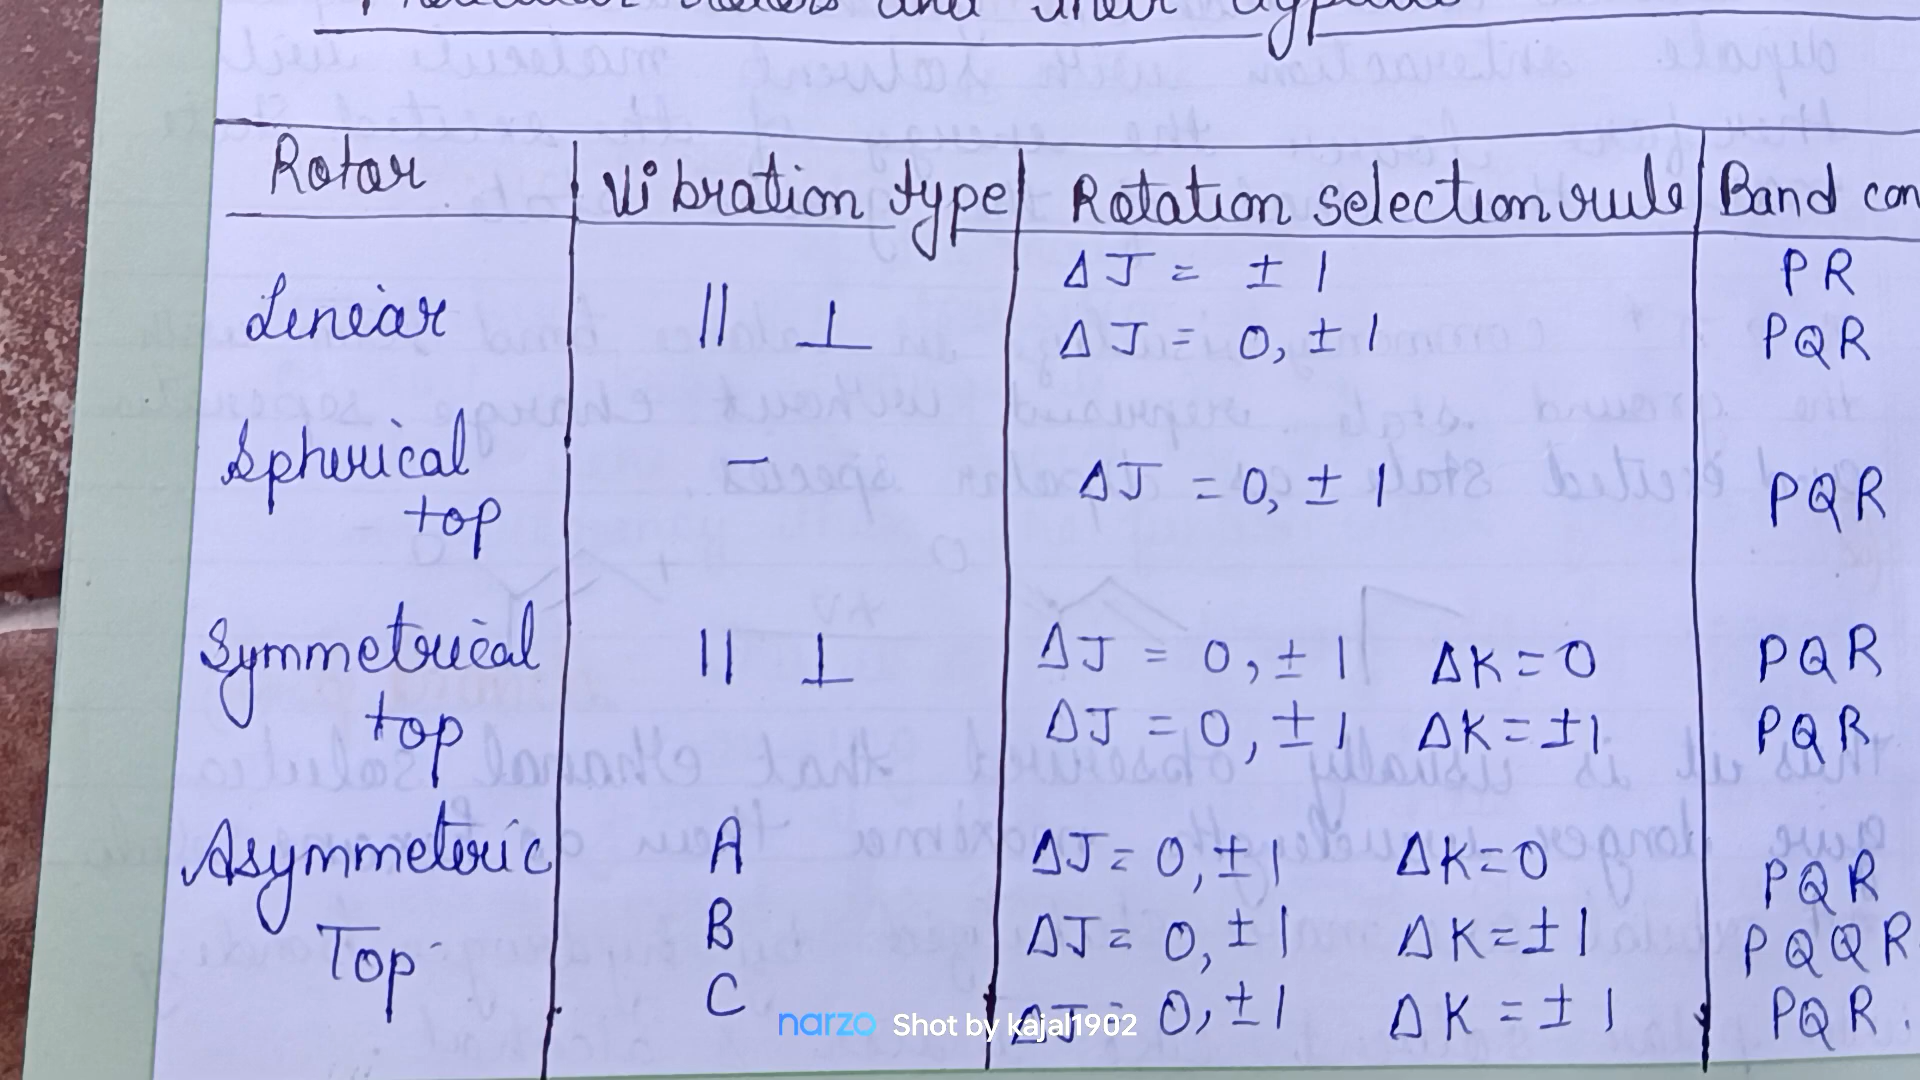 and their
Rotor Vibration type Rotation selection rule Band con
Linear || ⊥ ΔJ = ± 1 PR
ΔJ = 0, ± 1 PQR
Spherical top – ΔJ = 0, ± 1 PQR
Symmetrical top || ⊥ ΔJ = 0, ± 1 ΔK = 0 PQR
ΔJ = 0, ± 1 ΔK = ±1 PQR
Asymmetric Top A ΔJ = 0, ± 1 ΔK = 0 PQR
B ΔJ = 0, ± 1 ΔK = ± 1 PQQR
C ΔJ = 0, ± 1 ΔK = ± 1 PQR.
narzo Shot by kajal1902